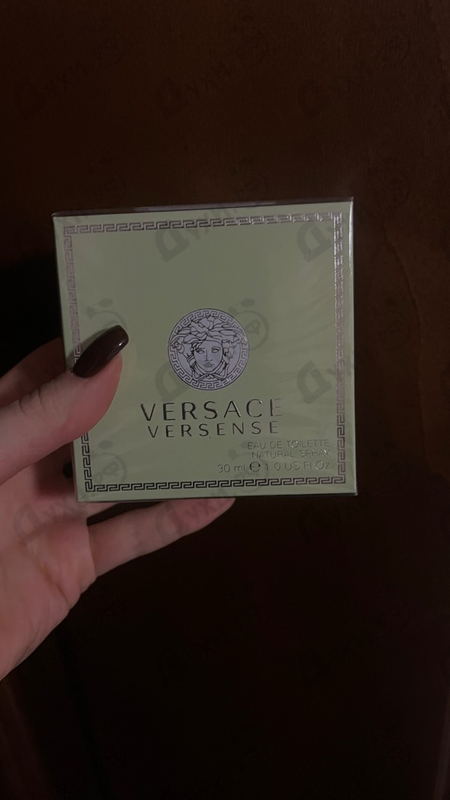 VERSACE
VERSENSE
EAU DE TOILETTE
NATURAL SPRAY
30 ml ℮ 1.0 US.FL.Oz